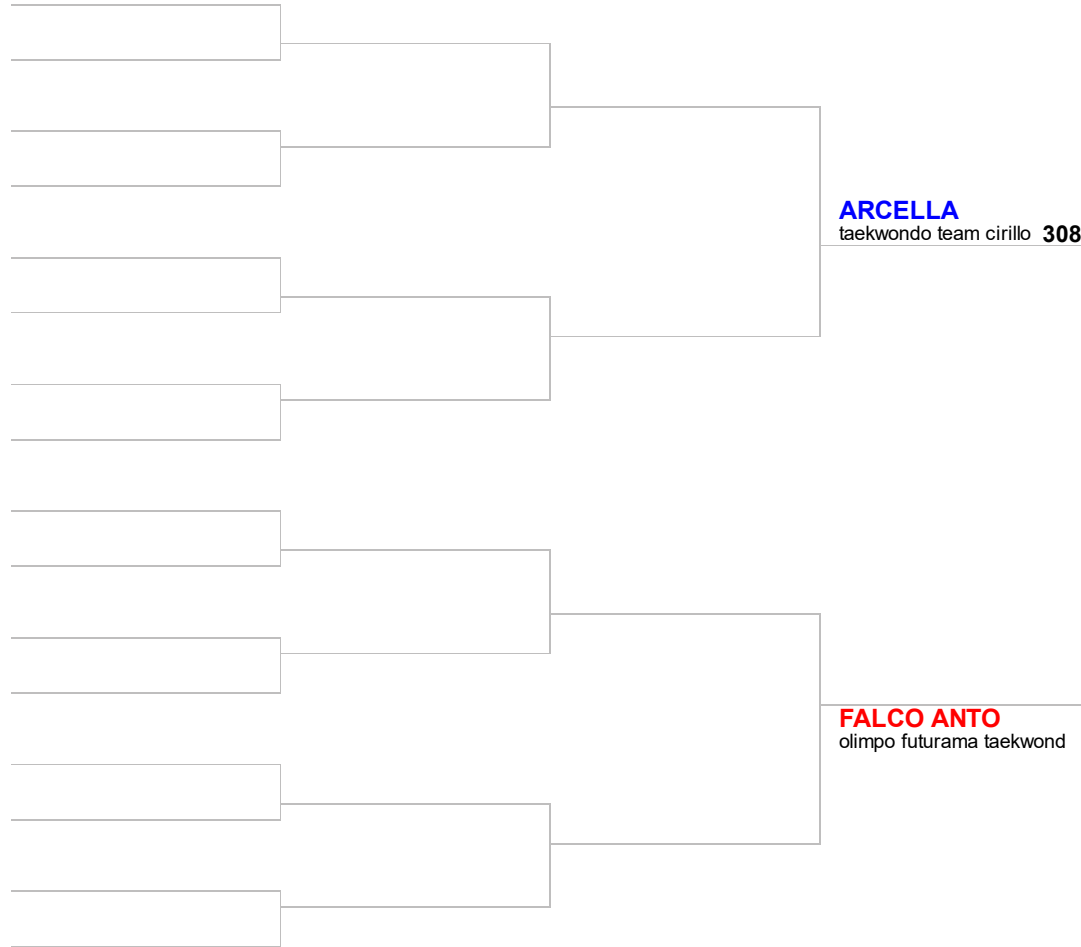 ARCELLA
taekwondo team cirillo 308
FALCO ANTO
olimpo futurama taekwond